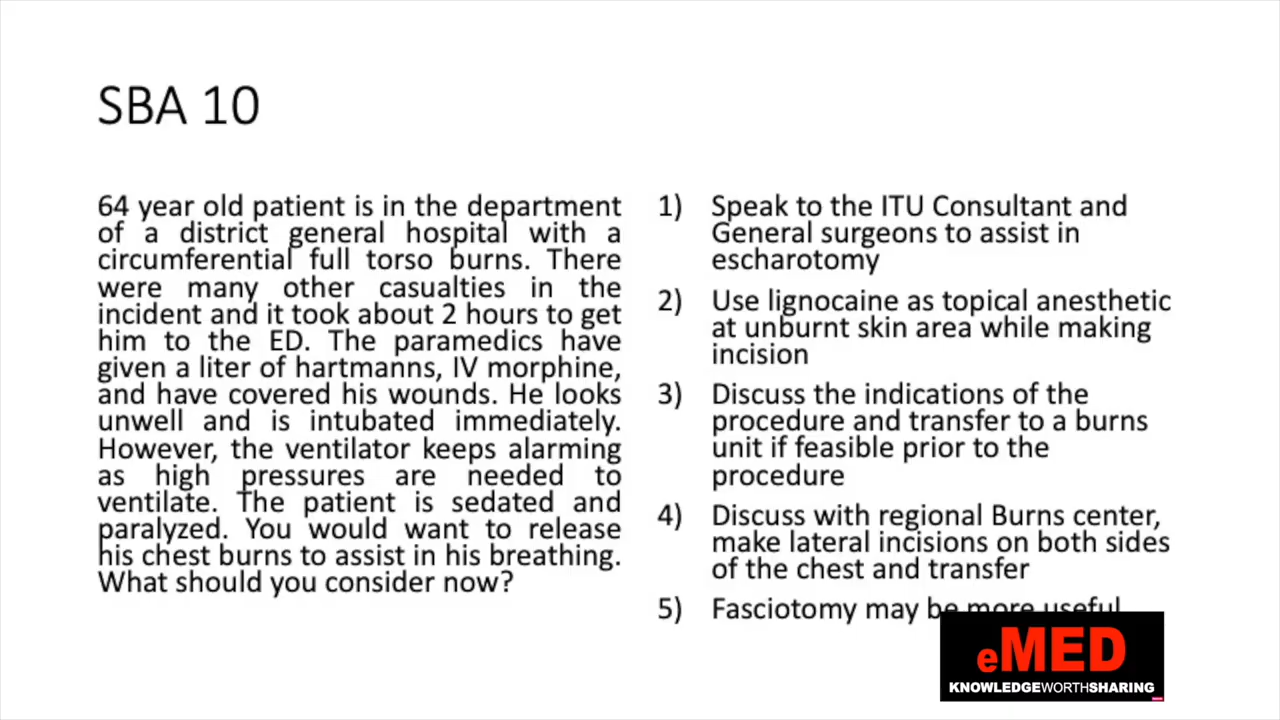 SBA 10
64 year old patient is in the department
of a district general hospital with a
circumferential full torso burns. There
were many other casualties in the
incident and it took about 2 hours to get
him to the ED. The paramedics have
given a liter of hartmanns, IV morphine,
and have covered his wounds. He looks
unwell and is intubated immediately.
However, the ventilator keeps alarming
as high pressures are needed to
ventilate. The patient is sedated and
paralyzed. You would want to release
his chest burns to assist in his breathing.
What should you consider now?
1) Speak to the ITU Consultant and
General surgeons to assist in
escharotomy
2) Use lignocaine as topical anesthetic
at unburnt skin area while making
incision
3) Discuss the indications of the
procedure and transfer to a burns
unit if feasible prior to the
procedure
4) Discuss with regional Burns center,
make lateral incisions on both sides
of the chest and transfer
5) Fasciotomy may be more useful
eMED
KNOWLEDGEWORTHSHARING